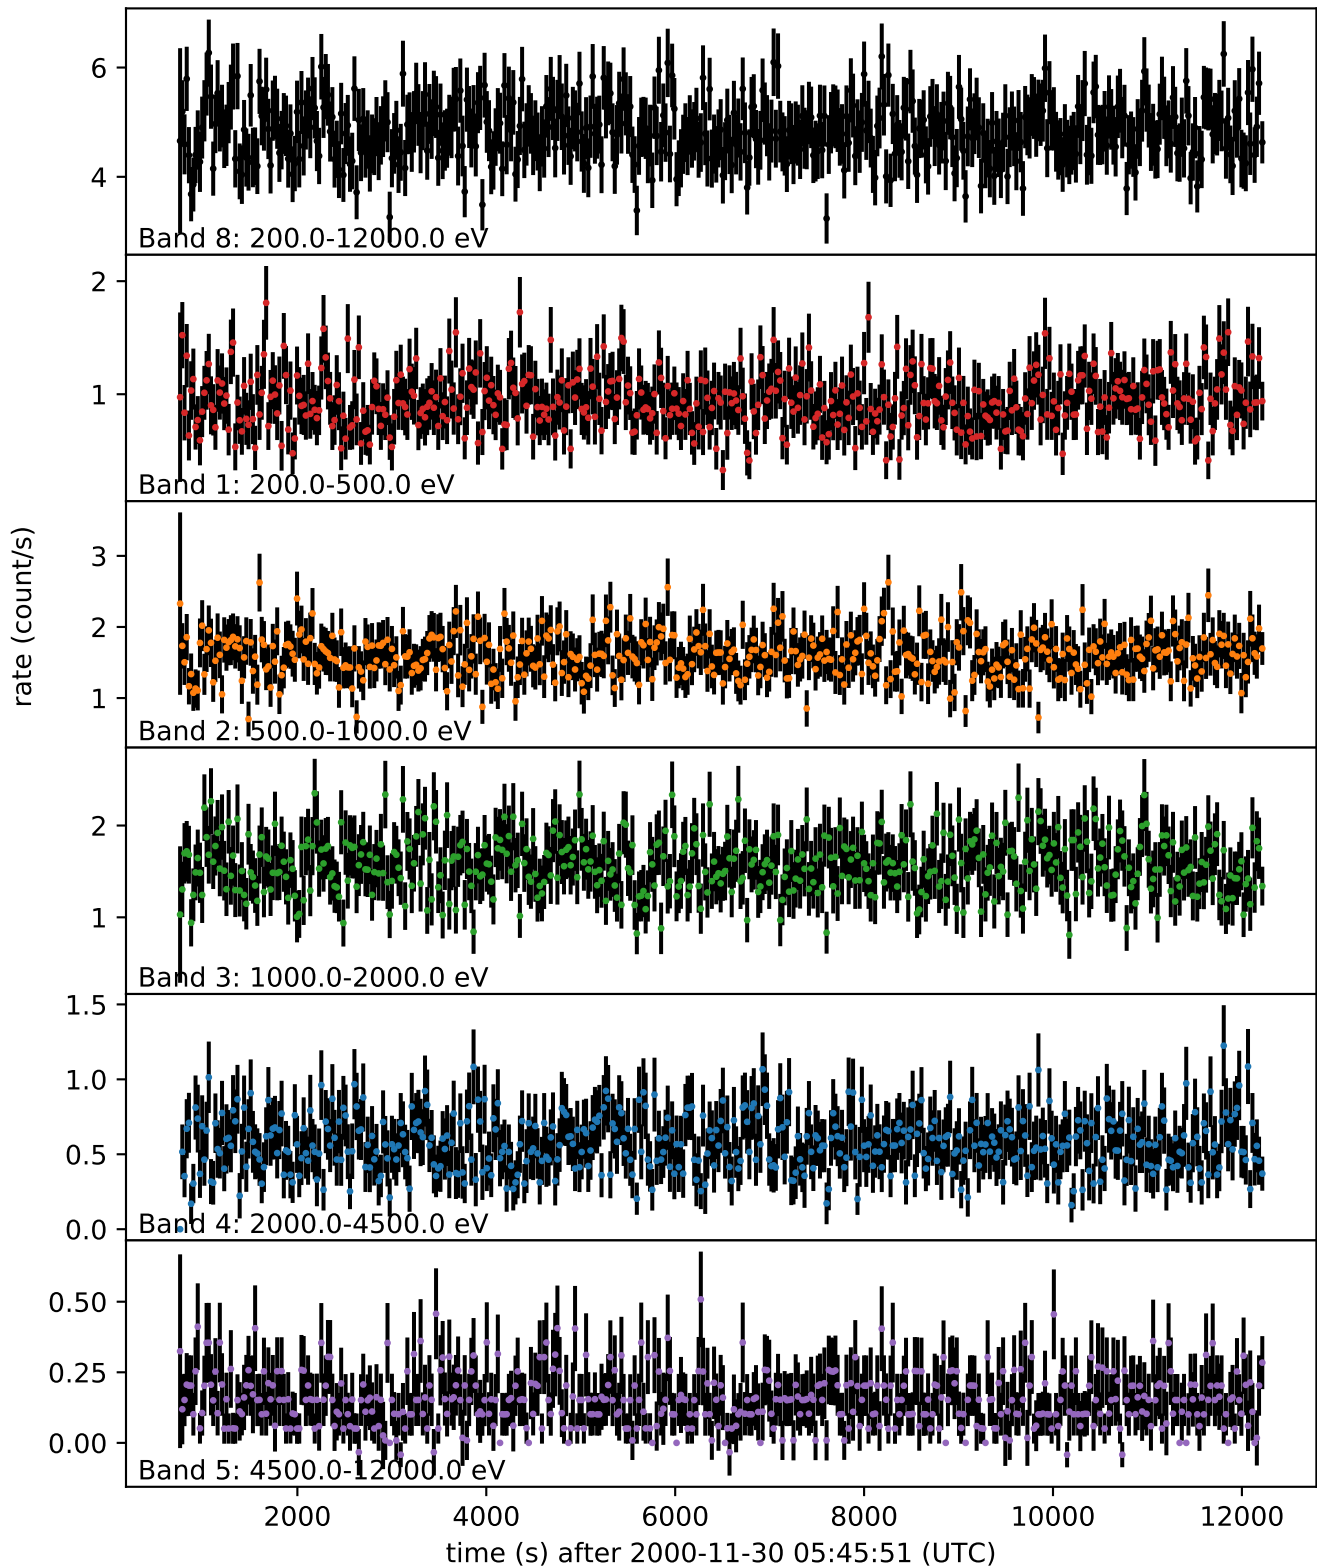 6
4
Band 8: 200.0-12000.0 eV
2
1
Band 1: 200.0-500.0 eV
rate (count/s)
3
2
1
Band 2: 500.0-1000.0 eV
2
1
Band 3: 1000.0-2000.0 eV
1.5
1.0
0.5
0.0
Band 4: 2000.0-4500.0 eV
0.50
0.25
0.00
Band 5: 4500.0-12000.0 eV
2000 4000 6000 8000 10000 12000
time (s) after 2000-11-30 05:45:51 (UTC)